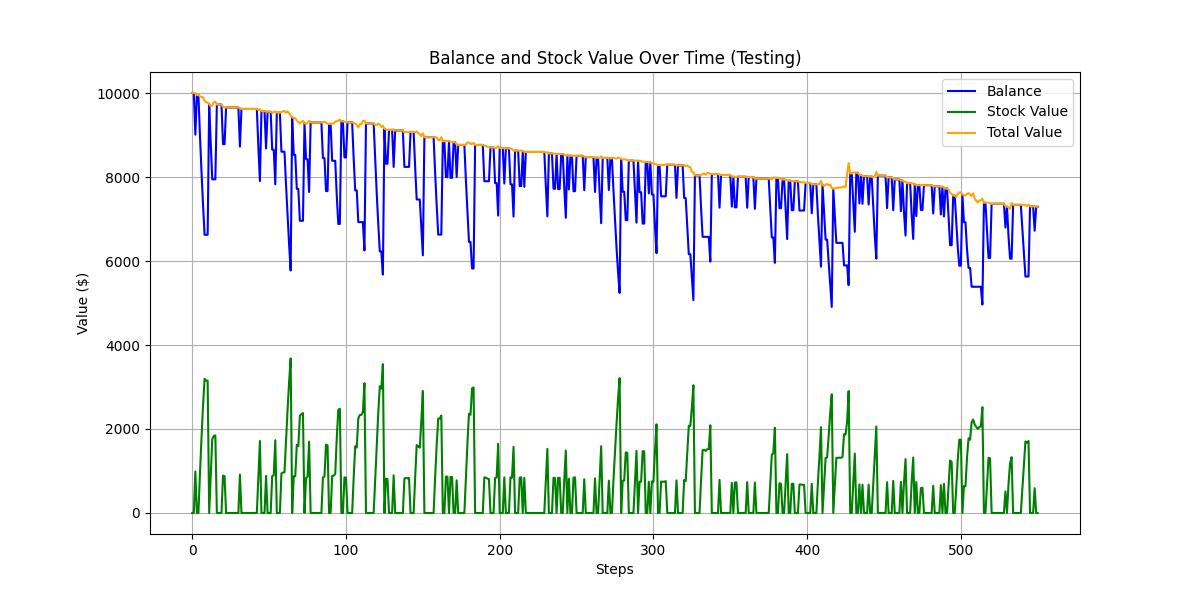 Balance and Stock Value Over Time (Testing)
Balance
Stock Value
Total Value
Value ($)
10000
8000
6000
4000
2000
0
0 100 200 300 400 500
Steps